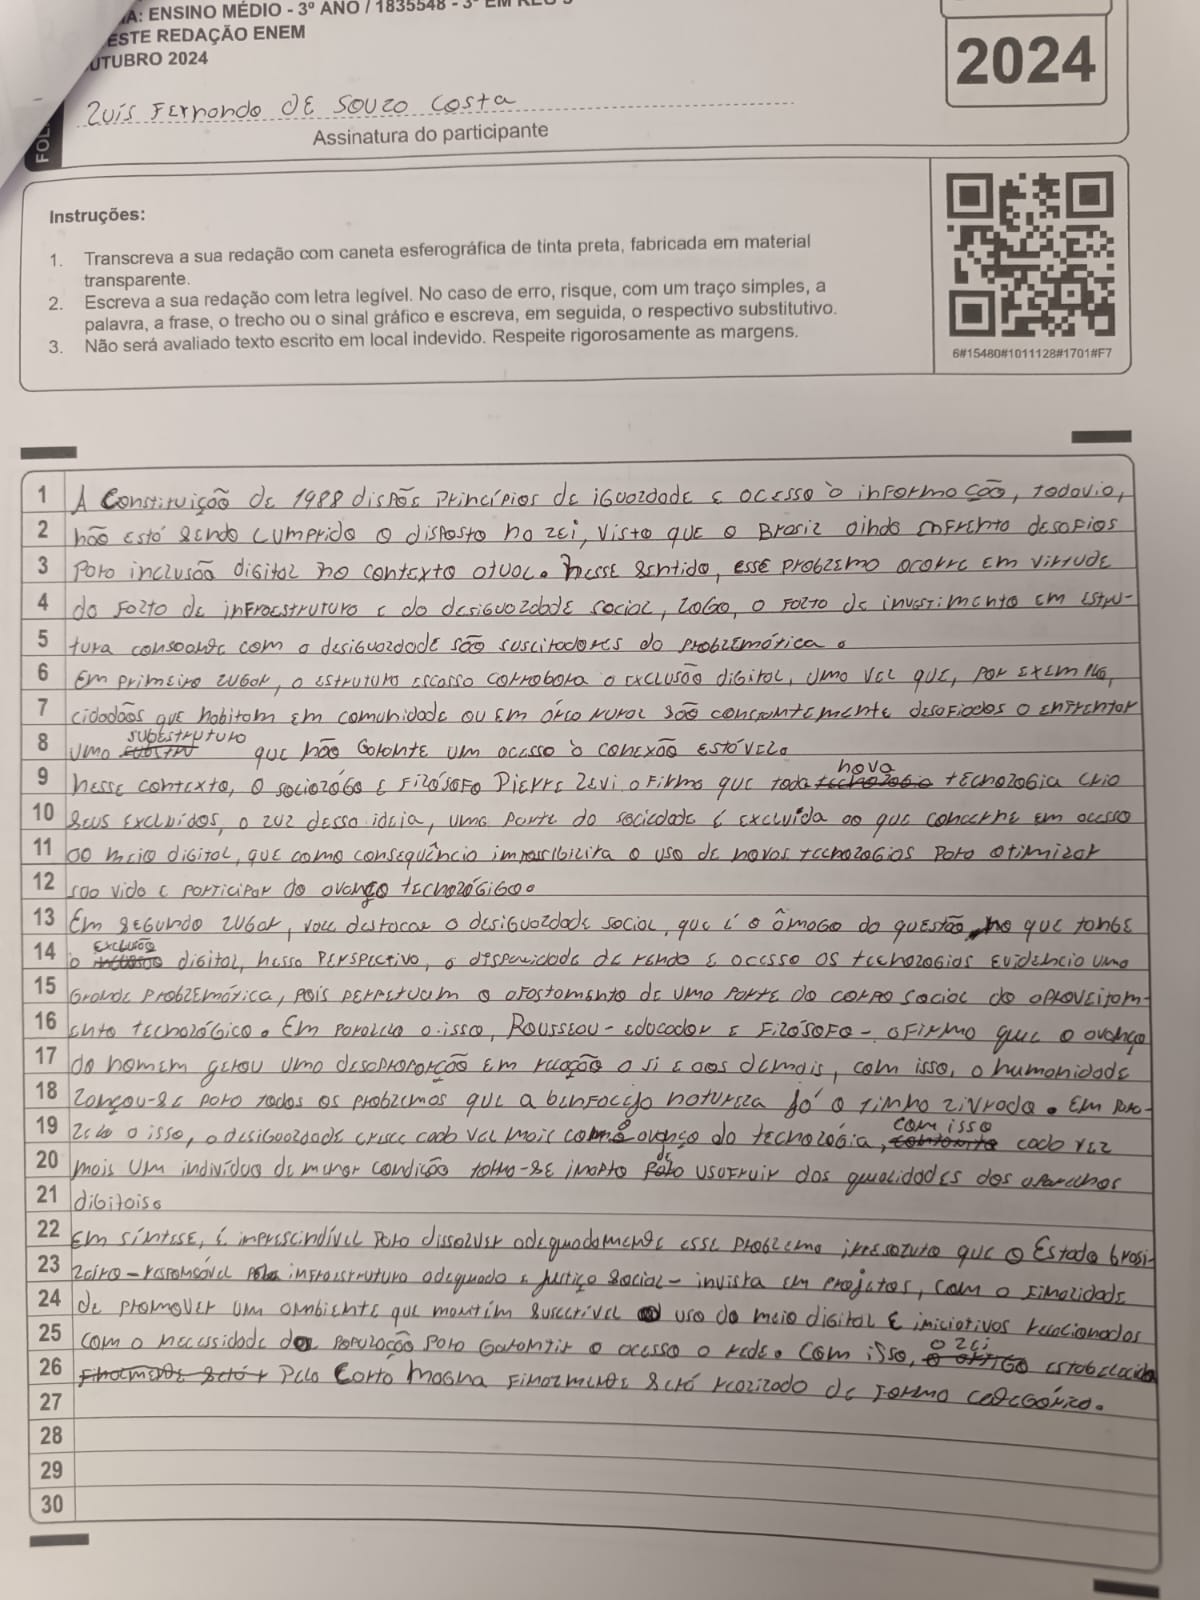 A: ENSINO MÉDIO - 3º ANO / 1835548 - 3ª EM REG
ESTE REDAÇÃO ENEM
UTUBRO 2024
2024
Luis Fernando de Souza Costa
Assinatura do participante
FOL
Instruções:
1. Transcreva a sua redação com caneta esferográfica de tinta preta, fabricada em material
transparente.
2. Escreva a sua redação com letra legível. No caso de erro, risque, com um traço simples, a
palavra, a frase, o trecho ou o sinal gráfico e escreva, em seguida, o respectivo substitutivo.
3. Não será avaliado texto escrito em local indevido. Respeite rigorosamente as margens.
6#15480#1011128#1701#F7
1 A Constituição de 1988 dispõs princípios de igualdade e acesso à informação, todavia,
2 não está sendo cumprido o disposto na lei, visto que o Brasil ainda enfrenta desafios
3 para inclusão digital no contexto atual. Nesse sentido, esse problema ocorre em virtude
4 da falta de infraestrutura e da desigualdade social, logo, a falta de investimento em estru-
5 tura consoante com a desigualdade são suscitadores da problemática.
6 Em primeiro lugar, a estrutura escassa corrobora a exclusão digital, uma vez que, por exemplo,
7 cidadãos que habitam em comunidade ou em área rural são constantemente desafiados a enfrentar
8 uma subestrutura que não garante um acesso à conexão estável.
9 Nesse contexto, o sociológo e filósofo Pierre Levi afirma que toda nova tecnologia cria
10 seus excluídos, a luz dessa ideia, uma parte da sociedade é excluída ao que concerne em acesso
11 ao meio digital, que como consequência impossibilita o uso de novas tecnologias para otimizar
12 sao vida e participar do avanço tecnológigo.
13 Em segundo lugar, vale destacar a desigualdade social, que é o âmago da questão, no que tange
14 a exclusão digital, nessa perspectiva, a disparidade de renda e acesso as tecnologias evidencia uma
15 grande problemática, pois perpetuam o afastamento de uma parte do corpo social do aproveitam-
16 ento tecnológico. Em paralelo a isso, Rousseau - educador e filósofo - afirma que o avanço
17 do homem gerou uma desproporção em relação a si e aos demais, com isso, a humanidade
18 lançou-se para todos os problemas que a benfaceja natureza já a tinha livrada. Em para-
19 lelo a isso, a desigualdade cresce cada vez mais com o avanço da tecnológia, com isso cada vez
20 mais um indivíduo de menor condição torna-se inapto de usufruir das qualidades dos aparelhos
21 digitais.
22 Em síntese, é imprescindível para dissolver adequadamente esse problema irresoluto que o Estado brasi-
23 leiro - responsável pela infraestrutura adequada e justiça social - invista em projetos, com a finalidade
24 de promover um ambiente que mantém suscetível ao uso do meio digital e iniciativas relacionados
25 com a necessidade da população para garantir o acesso a rede. Com isso, a lei estabelecida
26 pela Carta Magna finalmente será realizado de forma categórica.
27
28
29
30